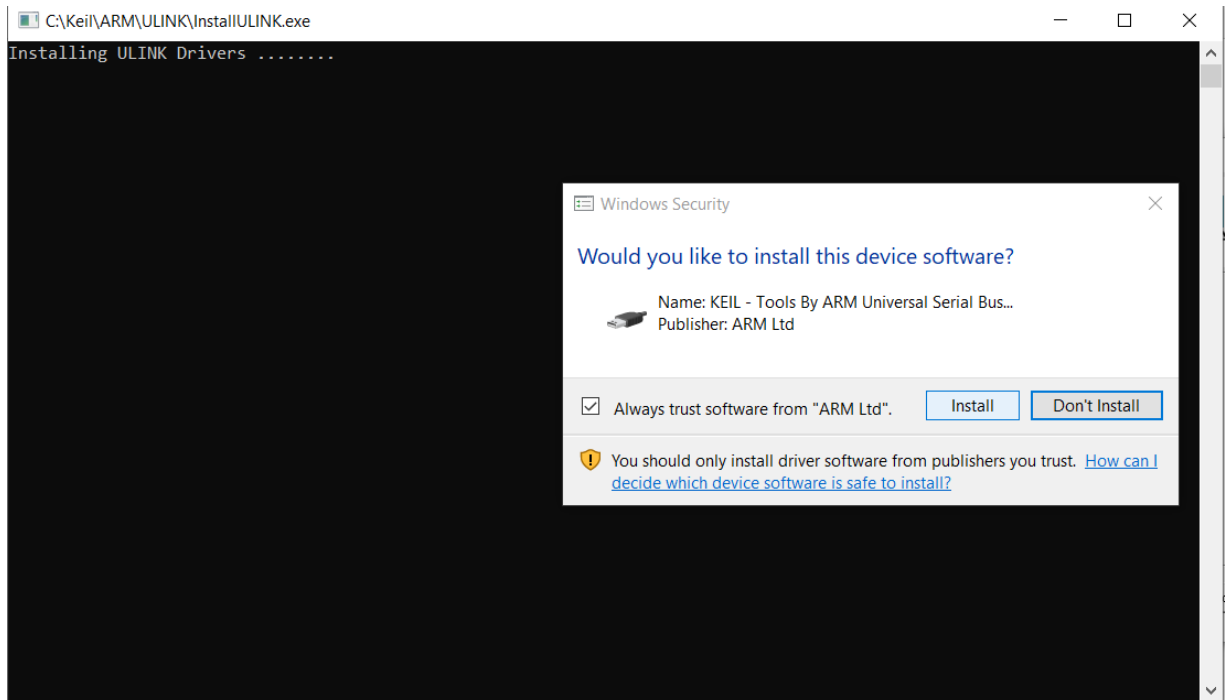 C:\Keil\ARM\ULINK\InstallULINK.exe
Installing ULINK Drivers ........
Windows Security
Would you like to install this device software?
Name: KEIL - Tools By ARM Universal Serial Bus...
Publisher: ARM Ltd
Always trust software from "ARM Ltd".
Install
Don't Install
You should only install driver software from publishers you trust. How can I
decide which device software is safe to install?